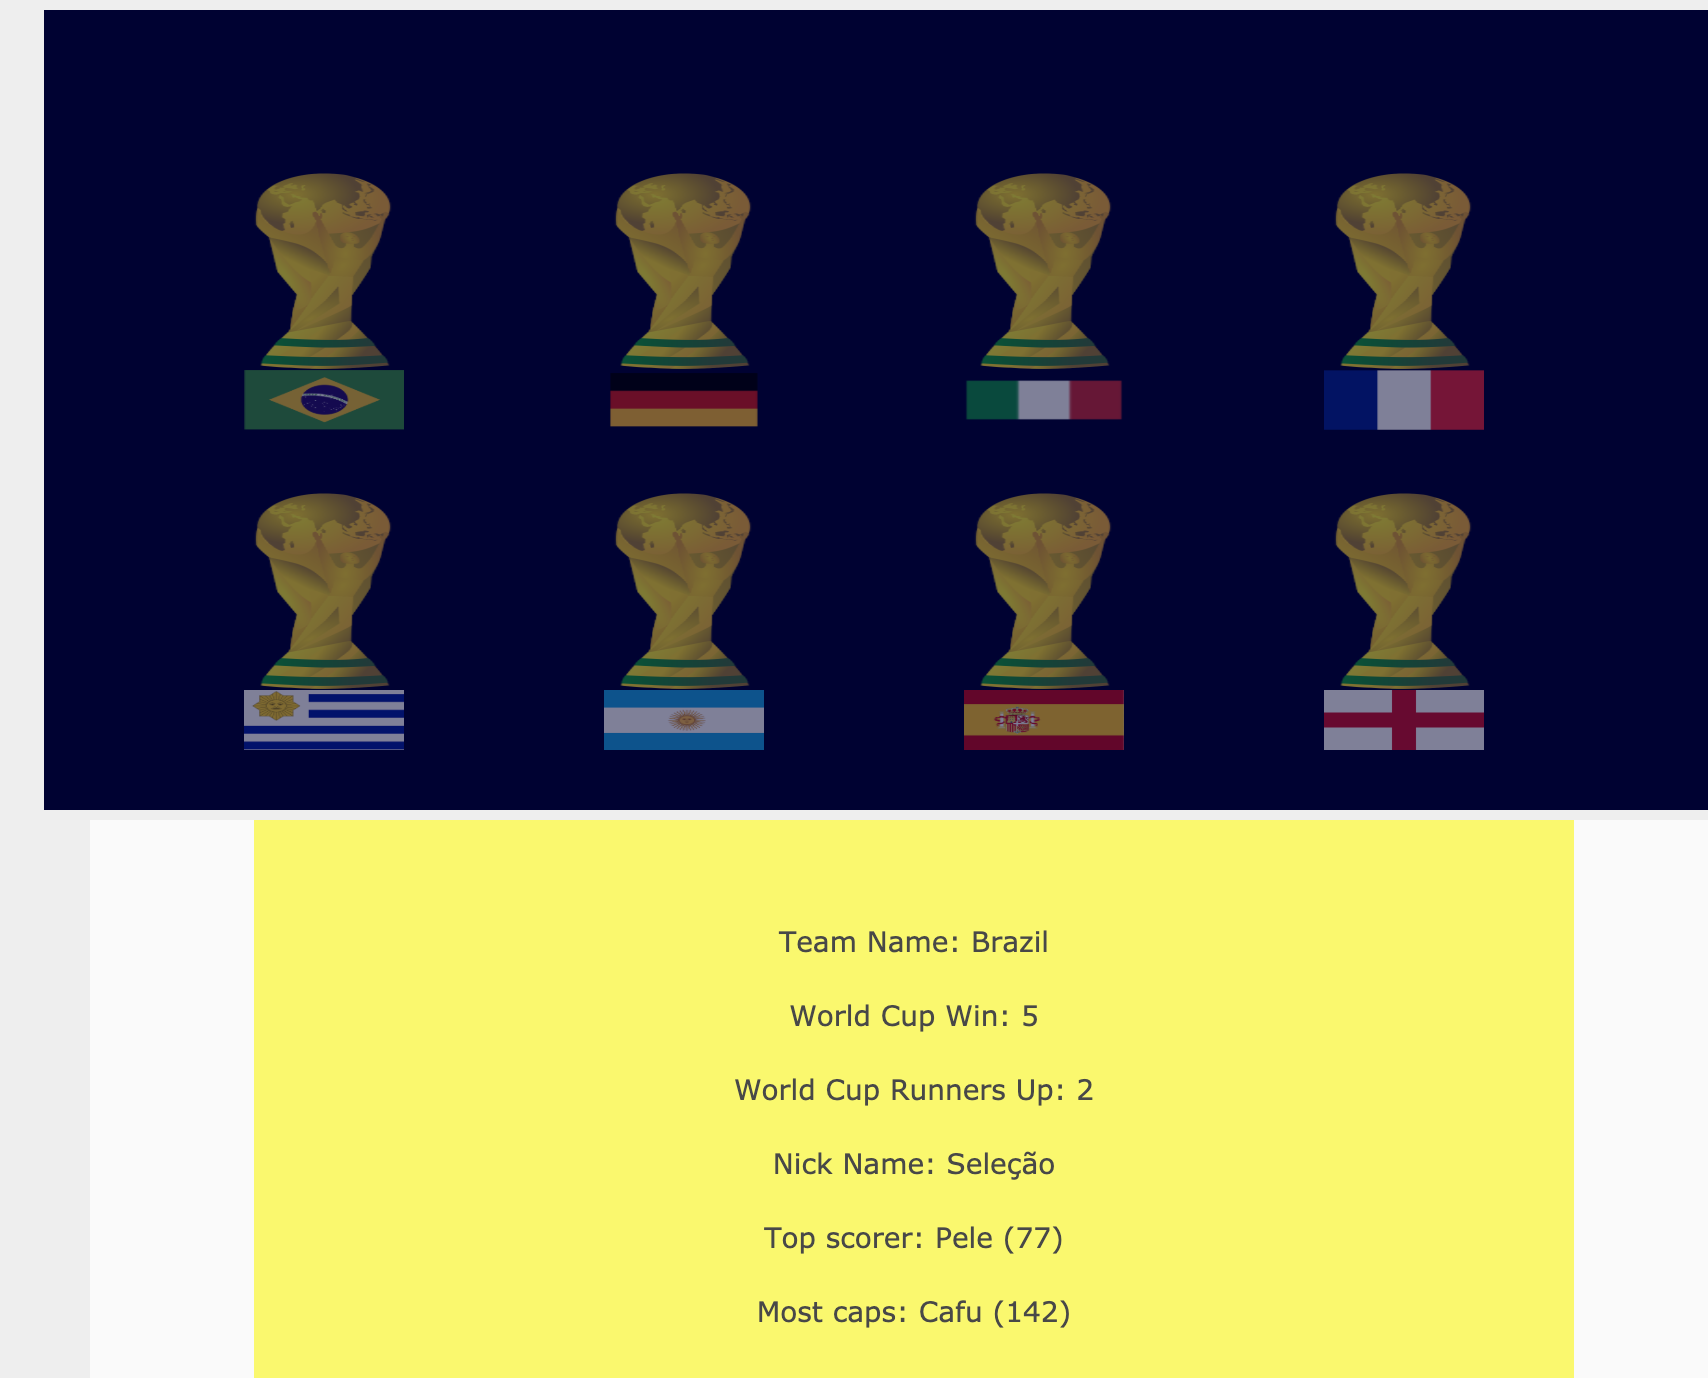 Team Name: Brazil
World Cup Win: 5
World Cup Runners Up: 2
Nick Name: Seleção
Top scorer: Pele (77)
Most caps: Cafu (142)